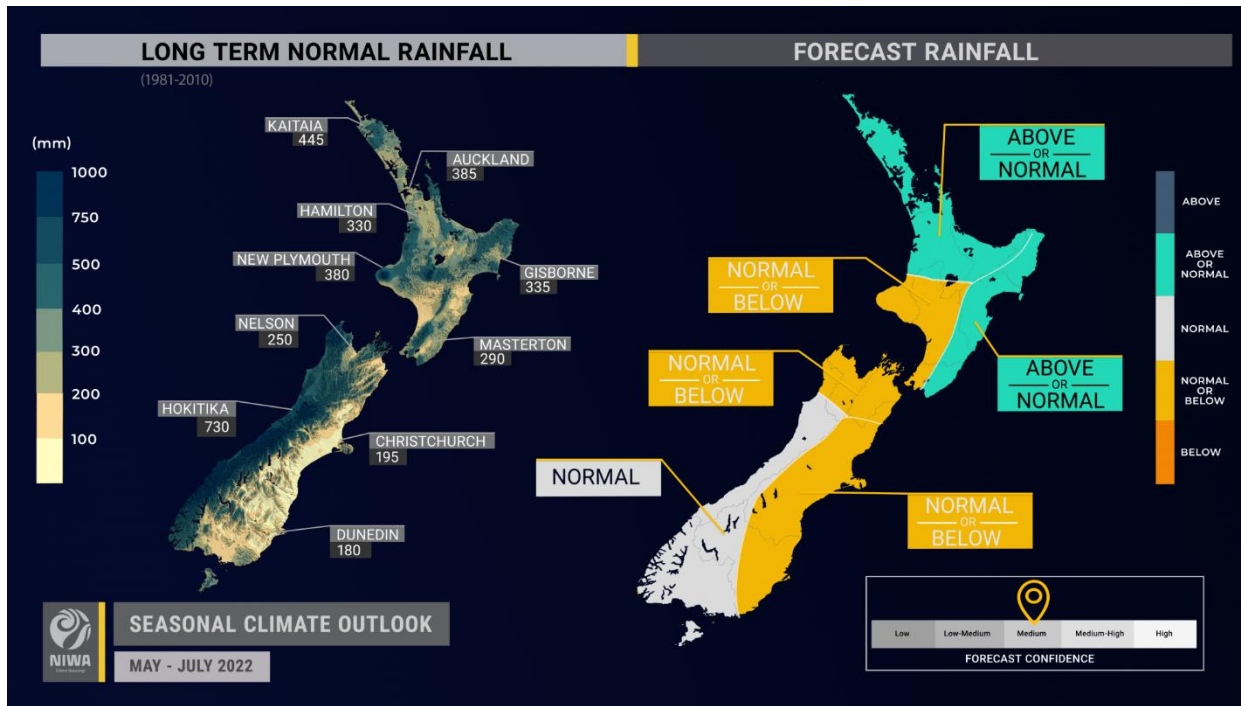 LONG TERM NORMAL RAINFALL
(1981-2010)
(mm)
1000
750
500
400
300
200
100
KAITAIA
445
AUCKLAND
385
HAMILTON
330
NEW PLYMOUTH
380
GISBORNE
335
NELSON
250
MASTERTON
290
HOKITIKA
730
CHRISTCHURCH
195
DUNEDIN
180
NIWA
SEASONAL CLIMATE OUTLOOK
MAY - JULY 2022
FORECAST RAINFALL
ABOVE
OR
NORMAL
NORMAL
OR
BELOW
NORMAL
OR
BELOW
ABOVE
OR
NORMAL
NORMAL
NORMAL
OR
BELOW
ABOVE
ABOVE
OR
NORMAL
NORMAL
NORMAL
OR
BELOW
BELOW
Low
Low-Medium
Medium
Medium-High
High
FORECAST CONFIDENCE